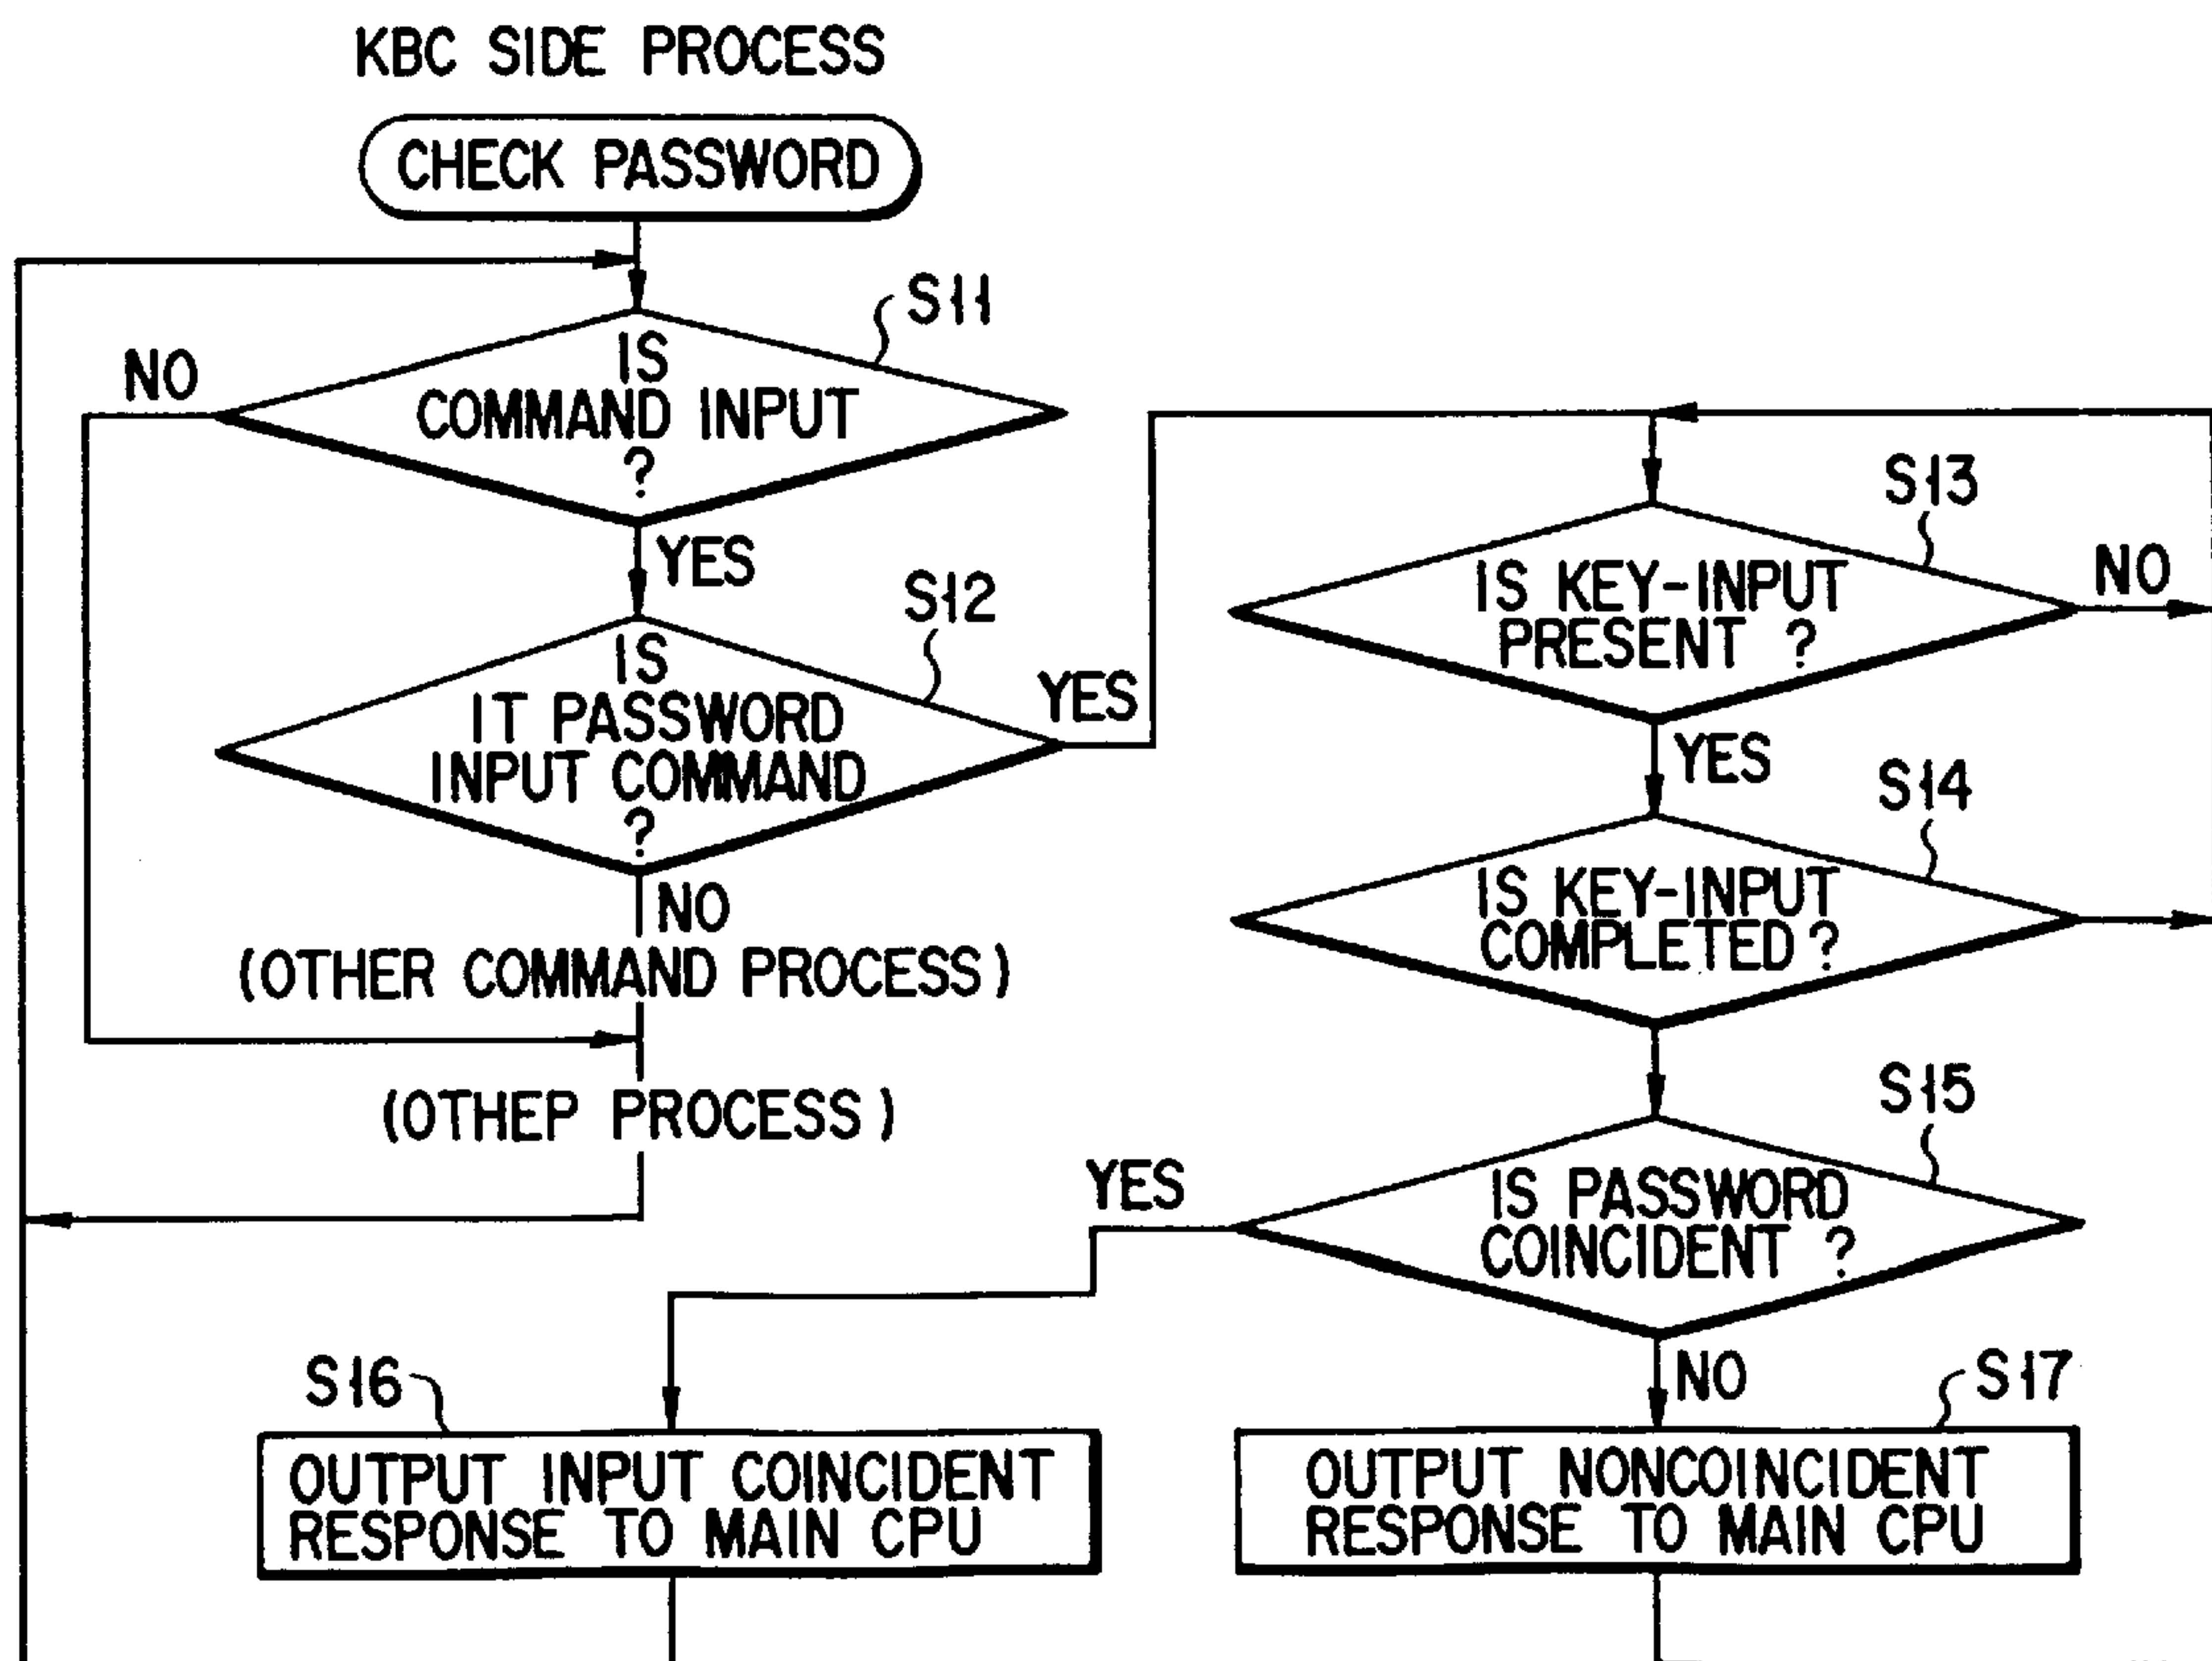 KBC SIDE PROCESS
CHECK PASSWORD
S11
NO
IS
COMMAND INPUT
?
YES
S12
IS
IT PASSWORD
INPUT COMMAND
?
YES
NO
(OTHER COMMAND PROCESS)
(OTHEP PROCESS)
S13
IS KEY-INPUT
PRESENT ?
NO
YES
S14
IS KEY-INPUT
COMPLETED ?
S15
IS PASSWORD
COINCIDENT ?
YES
NO
S16
OUTPUT INPUT COINCIDENT
RESPONSE TO MAIN CPU
S17
OUTPUT NONCOINCIDENT
RESPONSE TO MAIN CPU